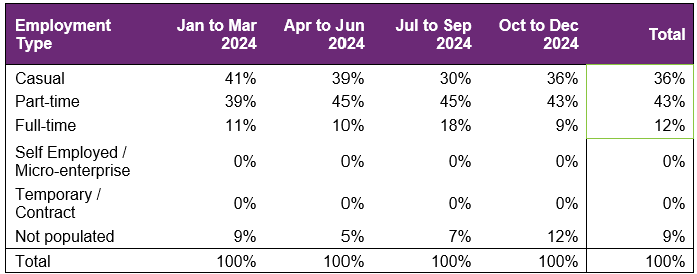 Employment Type Jan to Mar 2024 Apr to Jun 2024 Jul to Sep 2024 Oct to Dec 2024 Total
Casual 41% 39% 30% 36% 36%
Part-time 39% 45% 45% 43% 43%
Full-time 11% 10% 18% 9% 12%
Self Employed / Micro-enterprise 0% 0% 0% 0% 0%
Temporary / Contract 0% 0% 0% 0% 0%
Not populated 9% 5% 7% 12% 9%
Total 100% 100% 100% 100% 100%